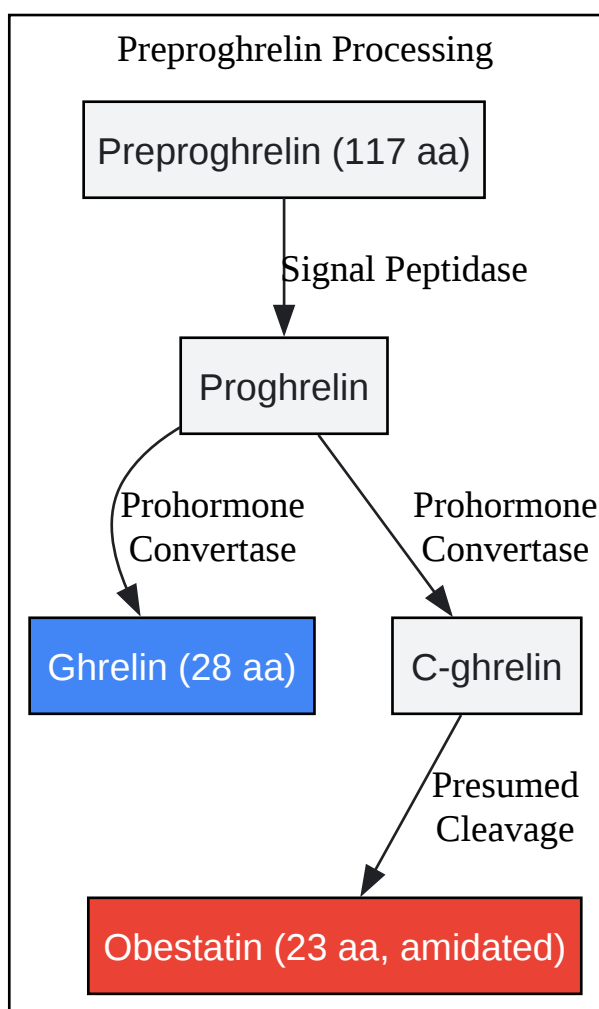 Preproghrelin Processing
Preproghrelin (117 aa)
Signal Peptidase
Proghrelin
Prohormone
Convertase
Prohormone
Convertase
Ghrelin (28 aa)
C-ghrelin
Presumed
Cleavage
Obestatin (23 aa, amidated)